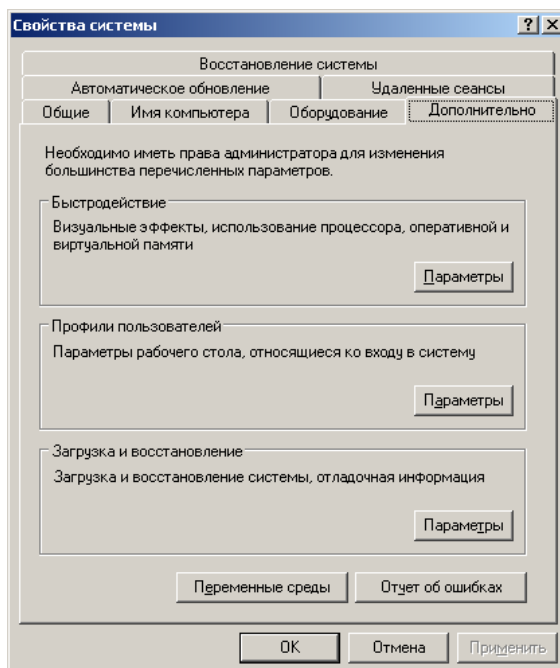 Свойства системы
Восстановление системы
Автоматическое обновление
Удаленные сеансы
Общие
Имя компьютера
Оборудование
Дополнительно
Необходимо иметь права администратора для изменения
большинства перечисленных параметров.
Быстродействие
Визуальные эффекты, использование процессора, оперативной и
виртуальной памяти
Параметры
Профили пользователей
Параметры рабочего стола, относящиеся ко входу в систему
Параметры
Загрузка и восстановление
Загрузка и восстановление системы, отладочная информация
Параметры
Переменные среды
Отчет об ошибках
OK
Отмена
Применить